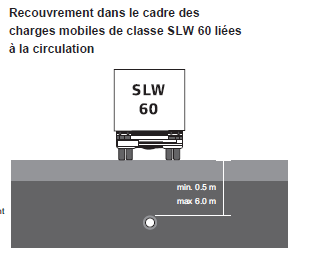 Recouvrement dans le cadre des
charges mobiles de classe SLW 60 liées
à la circulation
SLW
60
min. 0.5 m
max 6.0 m
nt